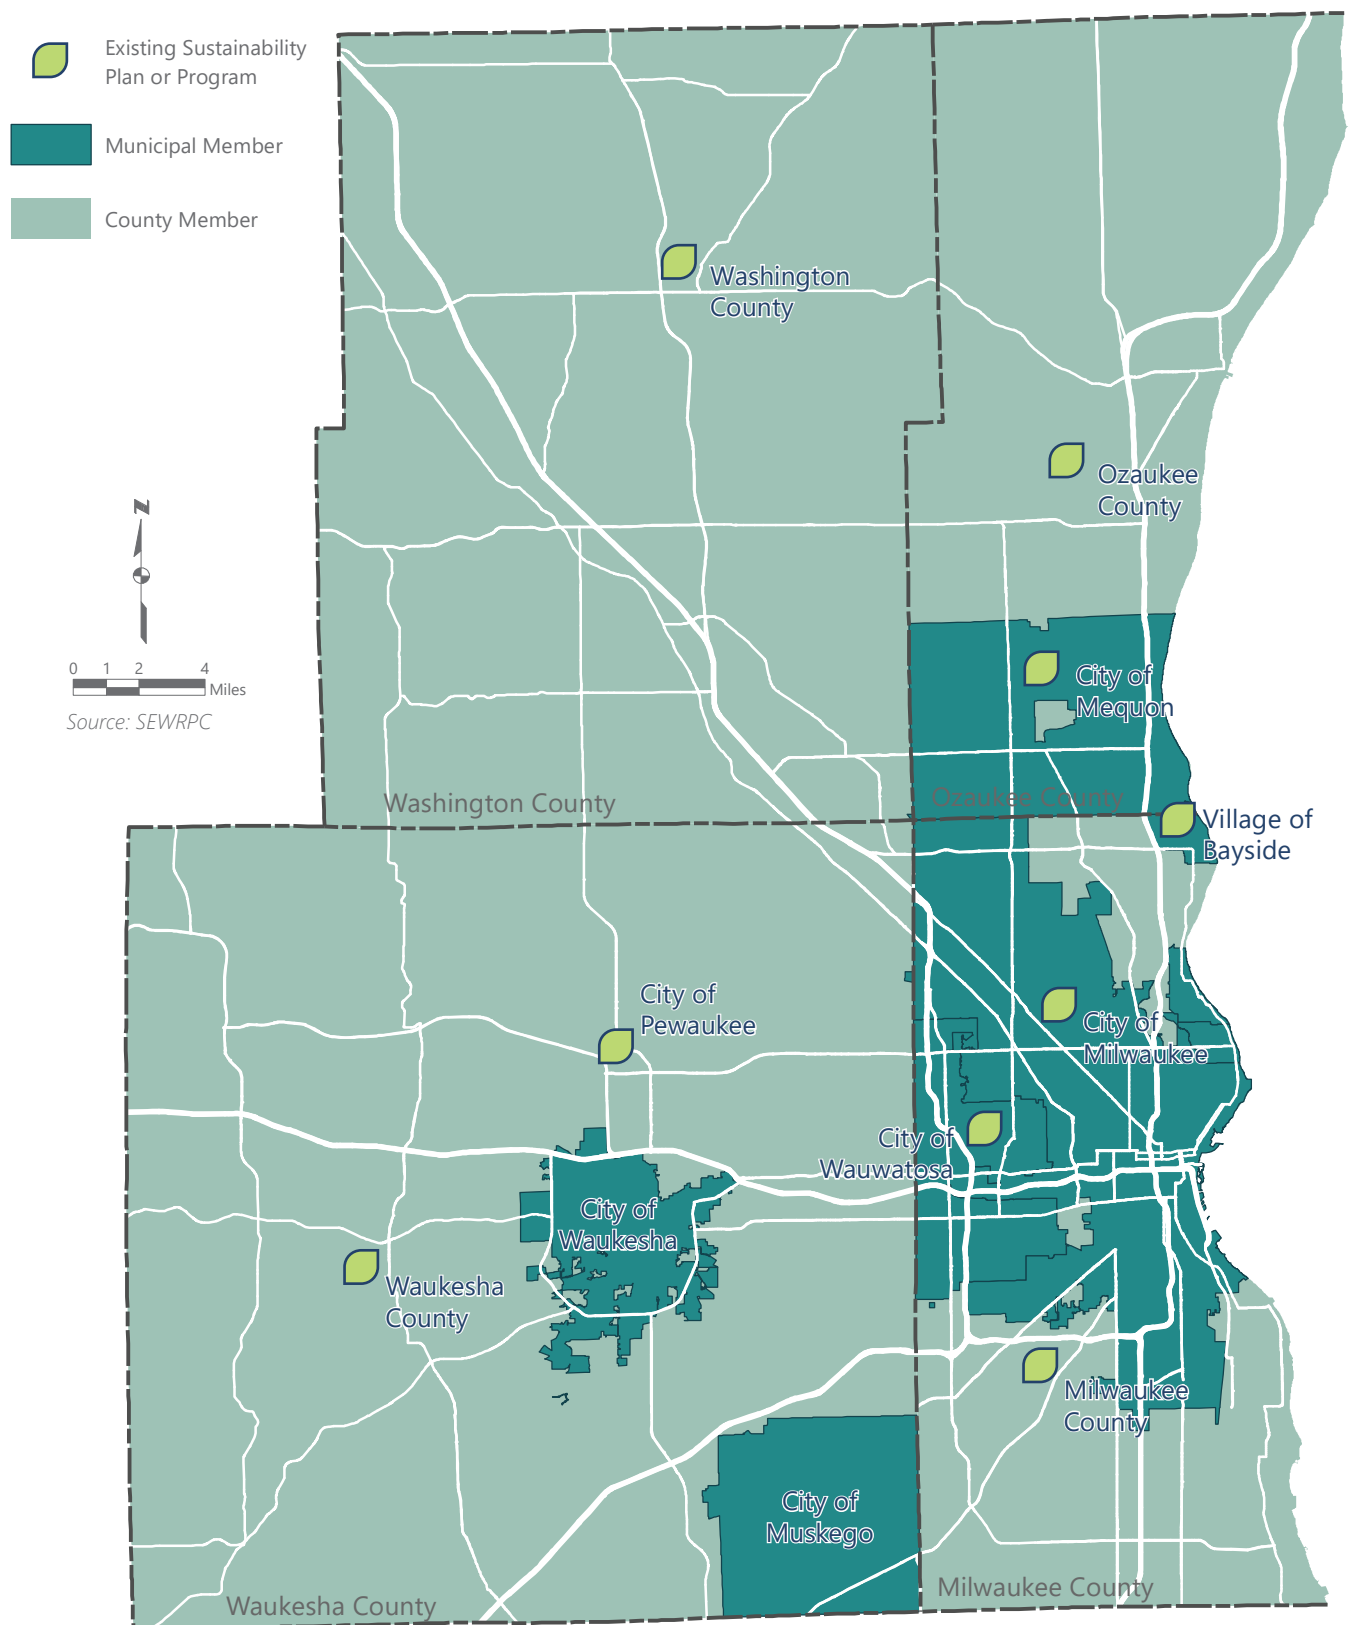 Existing Sustainability
Plan or Program
Municipal Member
County Member
Washington
County
Ozaukee
County
N
0 1 2 4
Miles
Source: SEWRPC
City of
Mequon
Washington County
Ozaukee County
Village of
Bayside
City of
Pewaukee
City of
Milwaukee
City of
Wauwatosa
City of
Waukesha
Waukesha
County
Milwaukee
County
City of
Muskego
Waukesha County
Milwaukee County